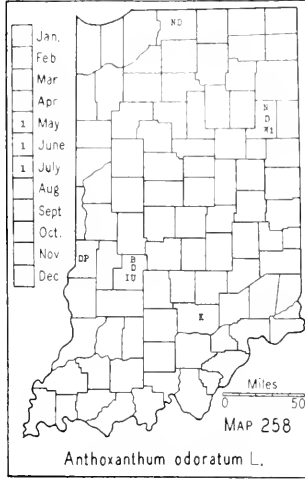 Jan.
Feb
Mar
Apr
1 May
1 June
1 July
Aug
Sept
Oct.
Nov
Dec
ND
N
D
W1
DP
B
D
IU
K
Miles
0 50
MAP 258
Anthoxanthum odoratum L.